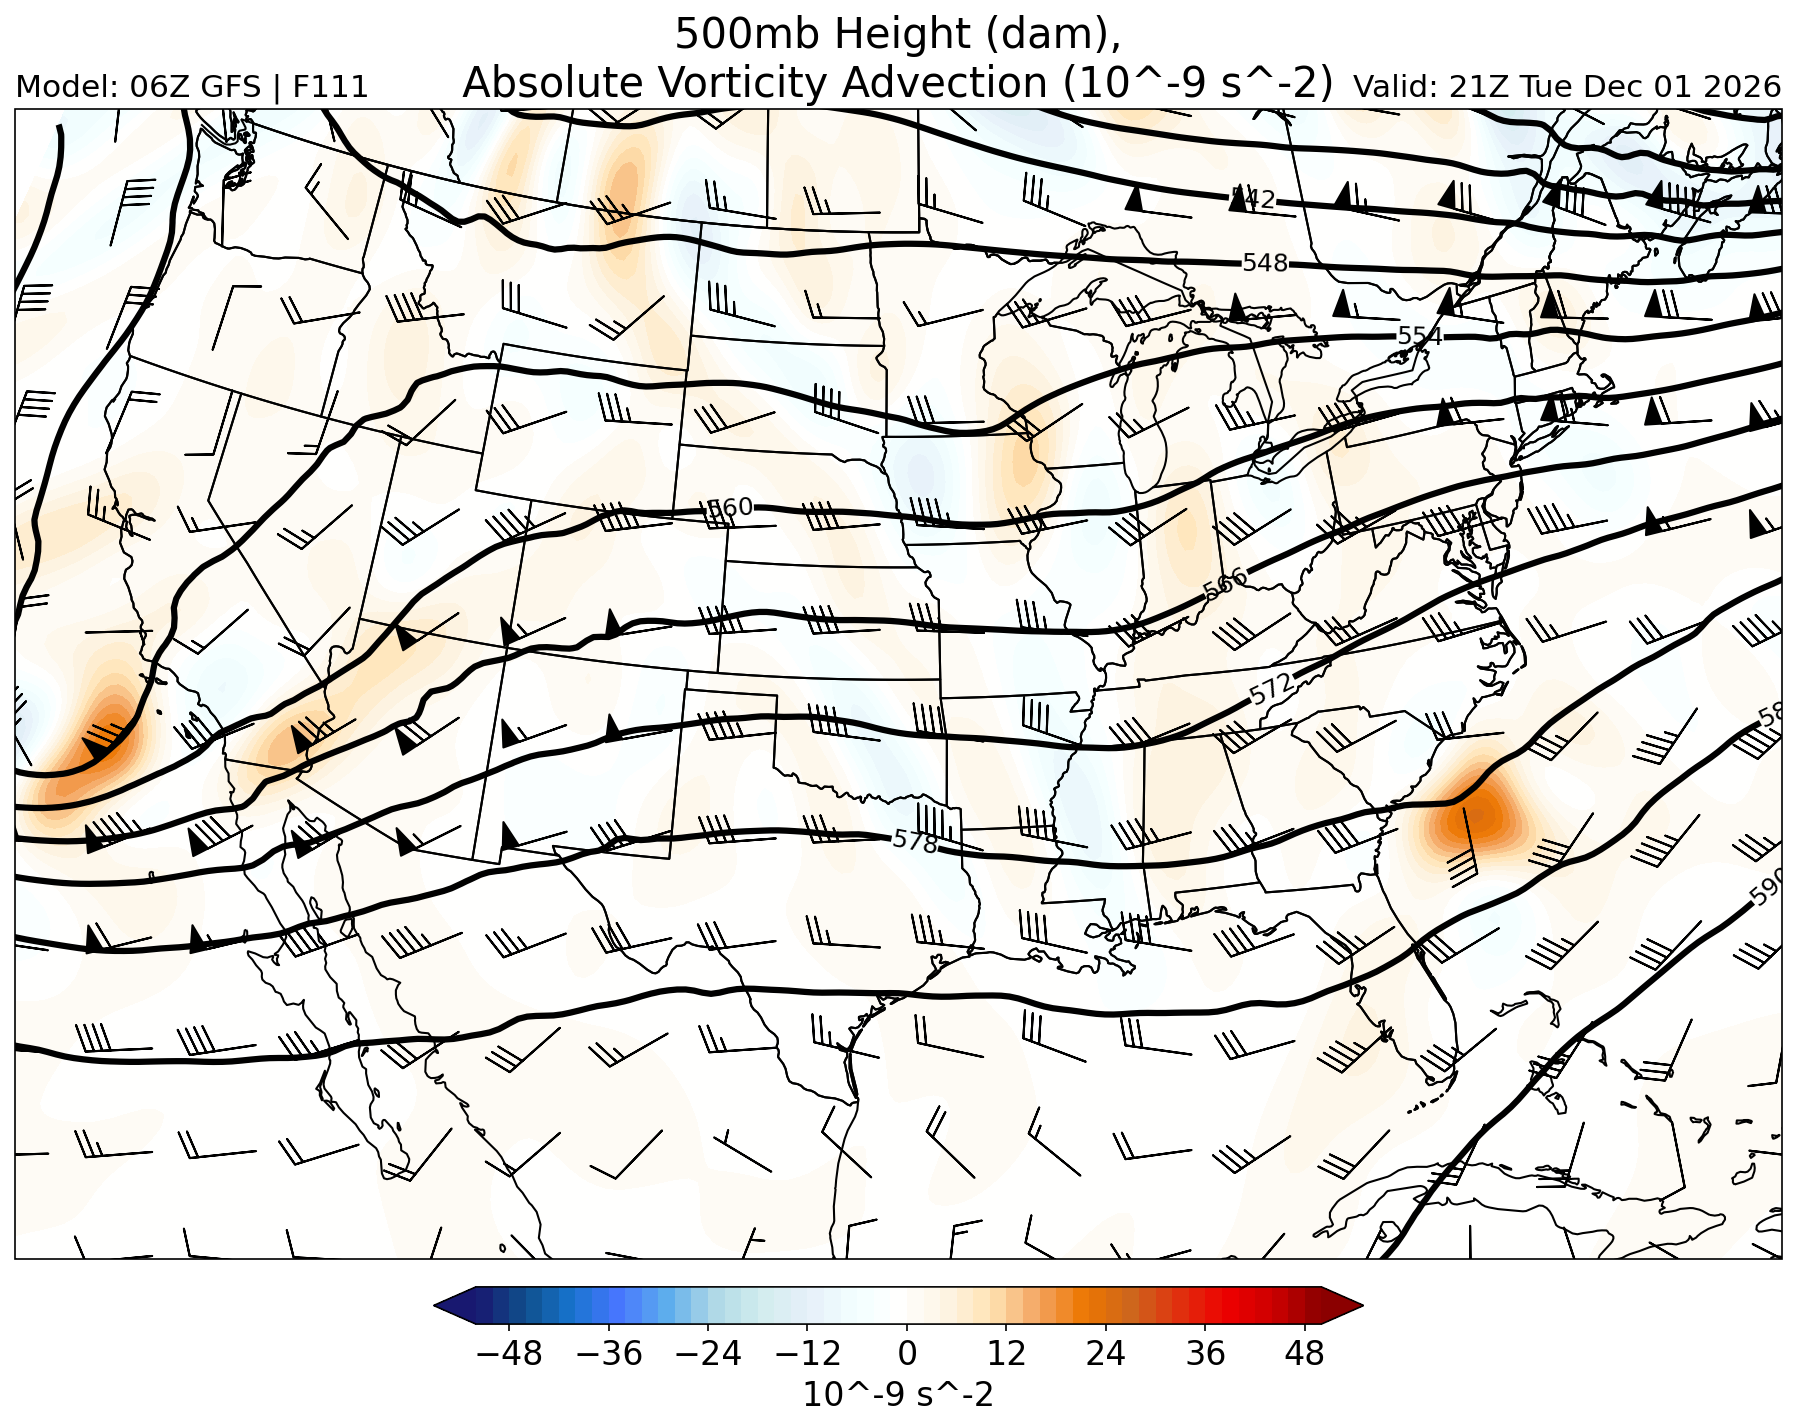 500mb Height (dam),
Model: 06Z GFS | F111
Absolute Vorticity Advection (10^-9 s^-2)
Valid: 21Z Tue Dec 01 2026
542
548
554
560
566
572
578
58
590
−48 −36 −24 −12 0 12 24 36 48
10^-9 s^-2